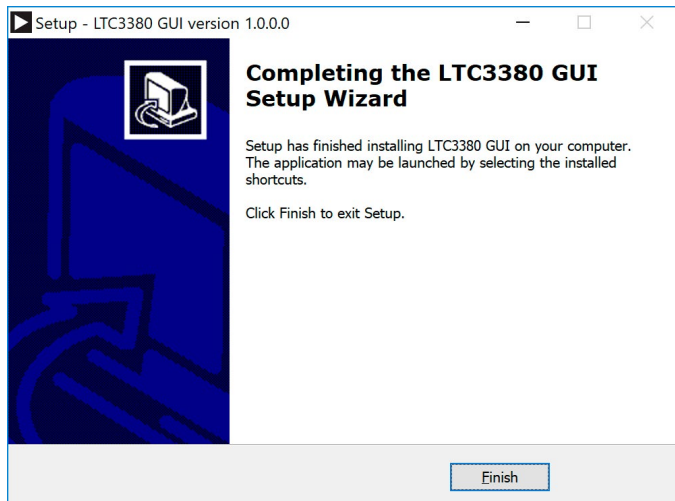 Setup - LTC3380 GUI version 1.0.0.0
Completing the LTC3380 GUI
Setup Wizard
Setup has finished installing LTC3380 GUI on your computer.
The application may be launched by selecting the installed
shortcuts.
Click Finish to exit Setup.
Finish